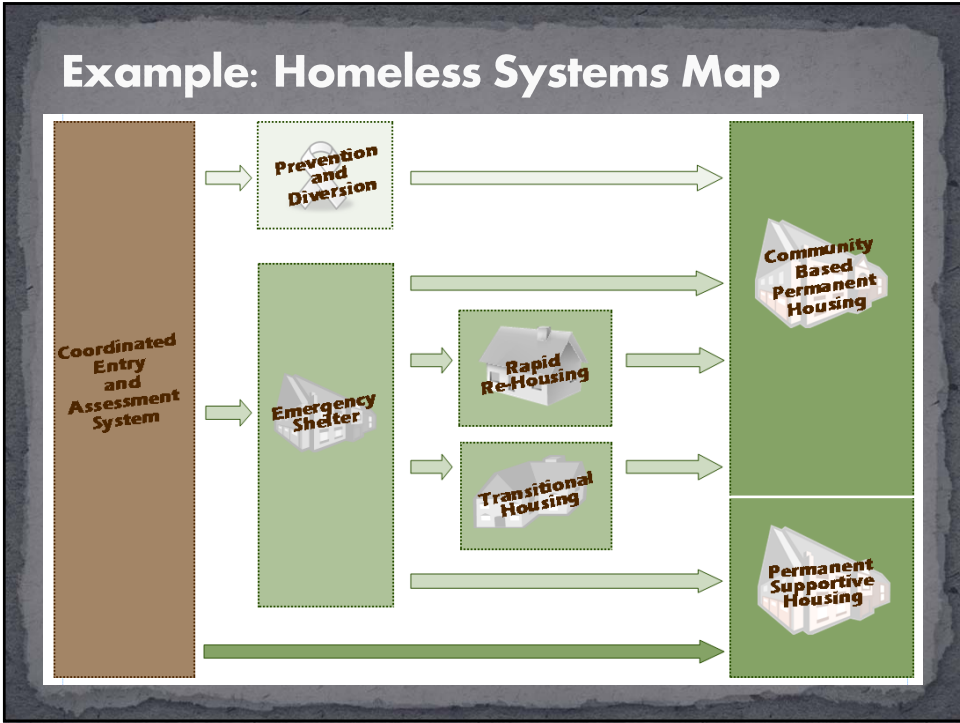 Example: Homeless Systems Map
Coordinated
Entry
and
Assessment
System
Prevention
and
Diversion
Emergency
Shelter
Rapid
Re-Housing
Transitional
Housing
Community
Based
Permanent
Housing
Permanent
Supportive
Housing